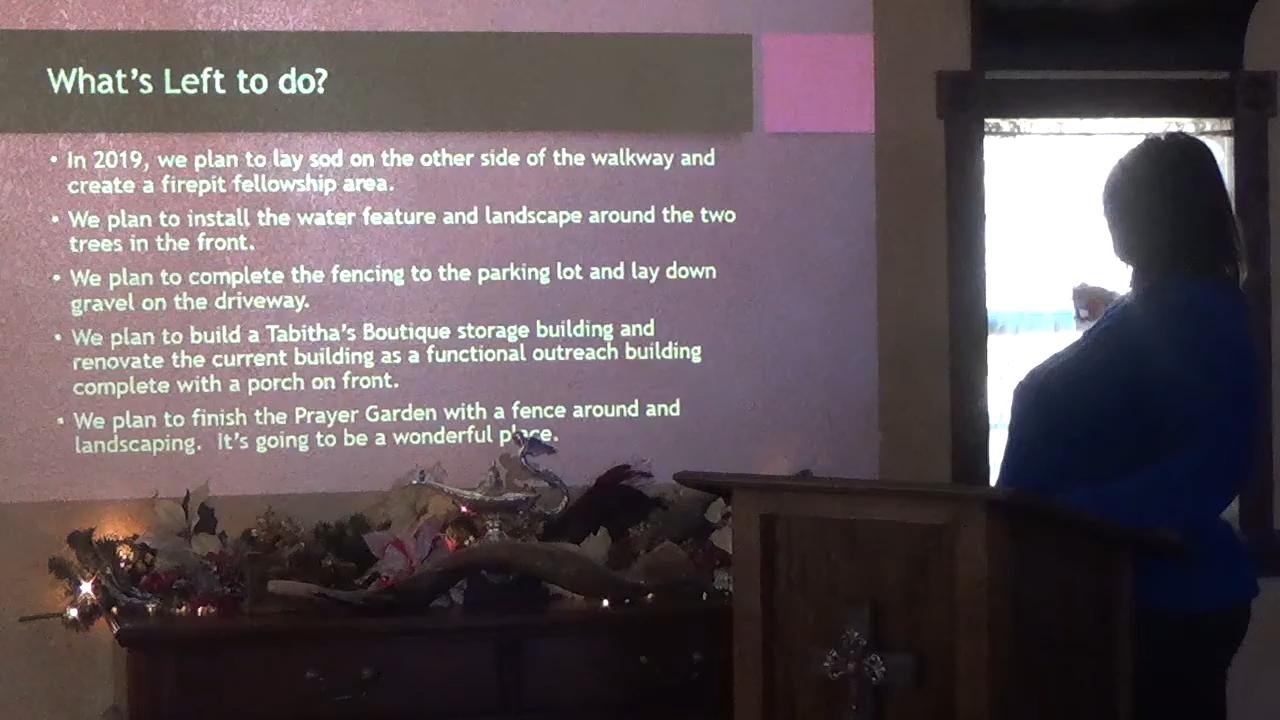 What's Left to do?
• In 2019, we plan to lay sod on the other side of the walkway and
create a firepit fellowship area.
• We plan to install the water feature and landscape around the two
trees in the front.
• We plan to complete the fencing to the parking lot and lay down
gravel on the driveway.
• We plan to build a Tabitha's Boutique storage building and
renovate the current building as a functional outreach building
complete with a porch on front.
• We plan to finish the Prayer Garden with a fence around and
landscaping. It's going to be a wonderful place.